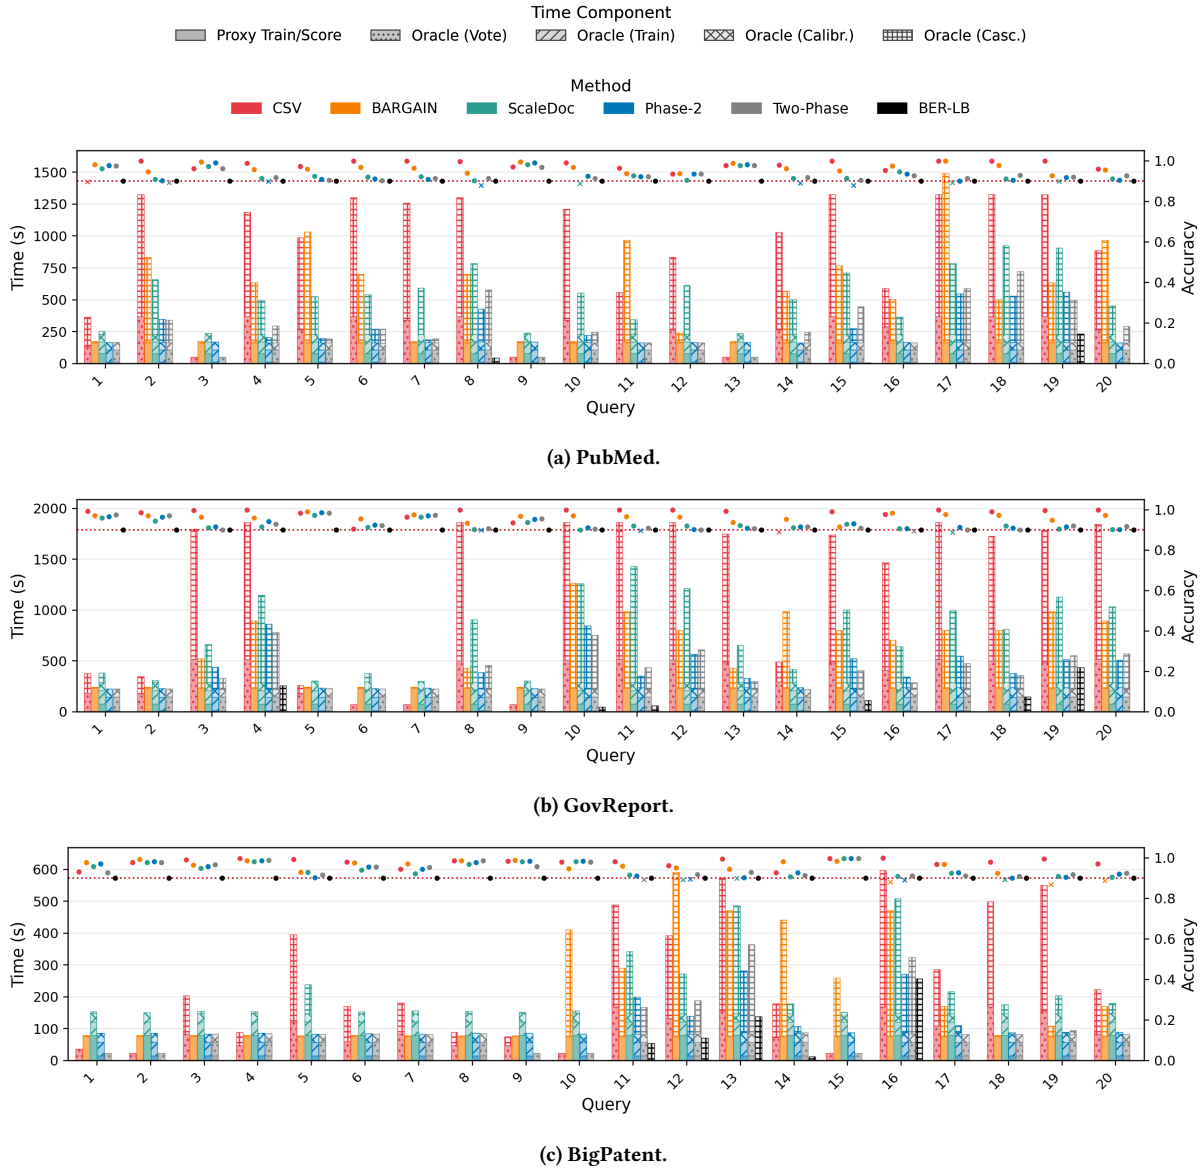 Time Component
Proxy Train/Score Oracle (Vote) Oracle (Train) Oracle (Calibr.) Oracle (Casc.)
Method
CSV BARGAIN ScaleDoc Phase-2 Two-Phase BER-LB
Time (s)
1500
1250
1000
750
500
250
0
1.0
0.8
0.6
0.4
0.2
0.0
Accuracy
1 2 3 4 5 6 7 8 9 10 11 12 13 14 15 16 17 18 19 20
Query
(a) PubMed.
Time (s)
2000
1500
1000
500
0
1.0
0.8
0.6
0.4
0.2
0.0
Accuracy
1 2 3 4 5 6 7 8 9 10 11 12 13 14 15 16 17 18 19 20
Query
(b) GovReport.
Time (s)
600
500
400
300
200
100
0
1.0
0.8
0.6
0.4
0.2
0.0
Accuracy
1 2 3 4 5 6 7 8 9 10 11 12 13 14 15 16 17 18 19 20
Query
(c) BigPatent.